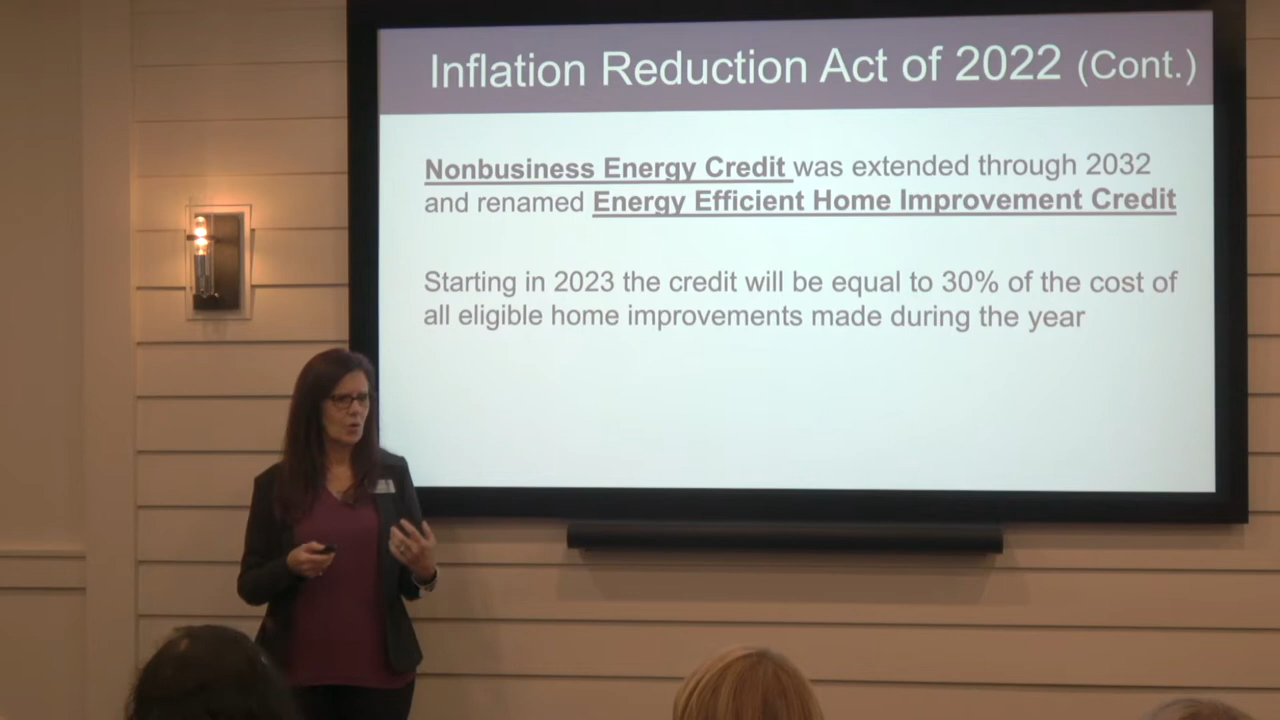 Inflation Reduction Act of 2022 (Cont.)
Nonbusiness Energy Credit was extended through 2032
and renamed Energy Efficient Home Improvement Credit
Starting in 2023 the credit will be equal to 30% of the cost of
all eligible home improvements made during the year